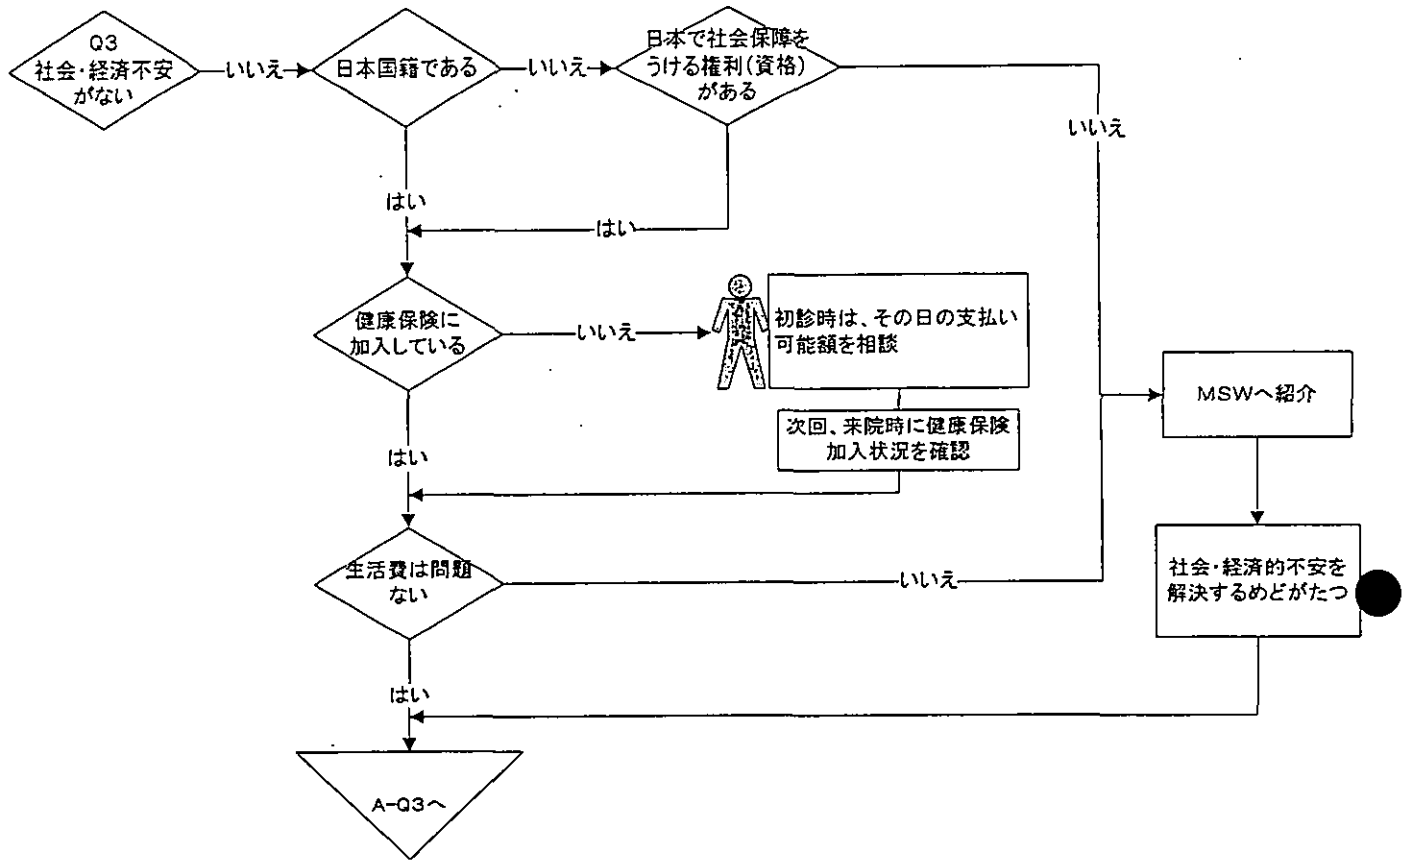 Q3
社会・経済不安
がない
いいえ
日本国籍である
いいえ
日本で社会保障を
うける権利(資格)
がある
いいえ
はい
はい
健康保険に
加入している
いいえ
初診時は、その日の支払い
可能額を相談
MSWへ紹介
次回、来院時に健康保険
加入状況を確認
はい
生活費は問題
ない
いいえ
社会・経済的不安を
解決するめどがたつ
はい
A-Q3へ